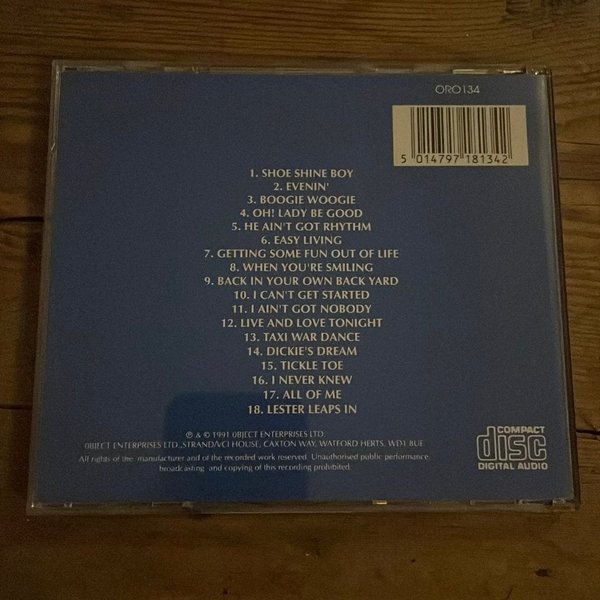 ORO134
5 014797 181342
1. SHOE SHINE BOY
2. EVENIN'
3. BOOGIE WOOGIE
4. OH! LADY BE GOOD
5. HE AIN'T GOT RHYTHM
6. EASY LIVING
7. GETTING SOME FUN OUT OF LIFE
8. WHEN YOU'RE SMILING
9. BACK IN YOUR OWN BACK YARD
10. I CAN'T GET STARTED
11. I AIN'T GOT NOBODY
12. LIVE AND LOVE TONIGHT
13. TAXI WAR DANCE
14. DICKIE'S DREAM
15. TICKLE TOE
16. I NEVER KNEW
17. ALL OF ME
18. LESTER LEAPS IN
℗ & © 1991 OBJECT ENTERPRISES LTD.
OBJECT ENTERPRISES LTD., STRAND/VCI HOUSE, CAXTON WAY, WATFORD HERTS, WD1 8UE
All rights of the manufacturer and of the recorded work reserved. Unauthorised public performance,
broadcasting and copying of this recording prohibited.
COMPACT
disc
DIGITAL AUDIO